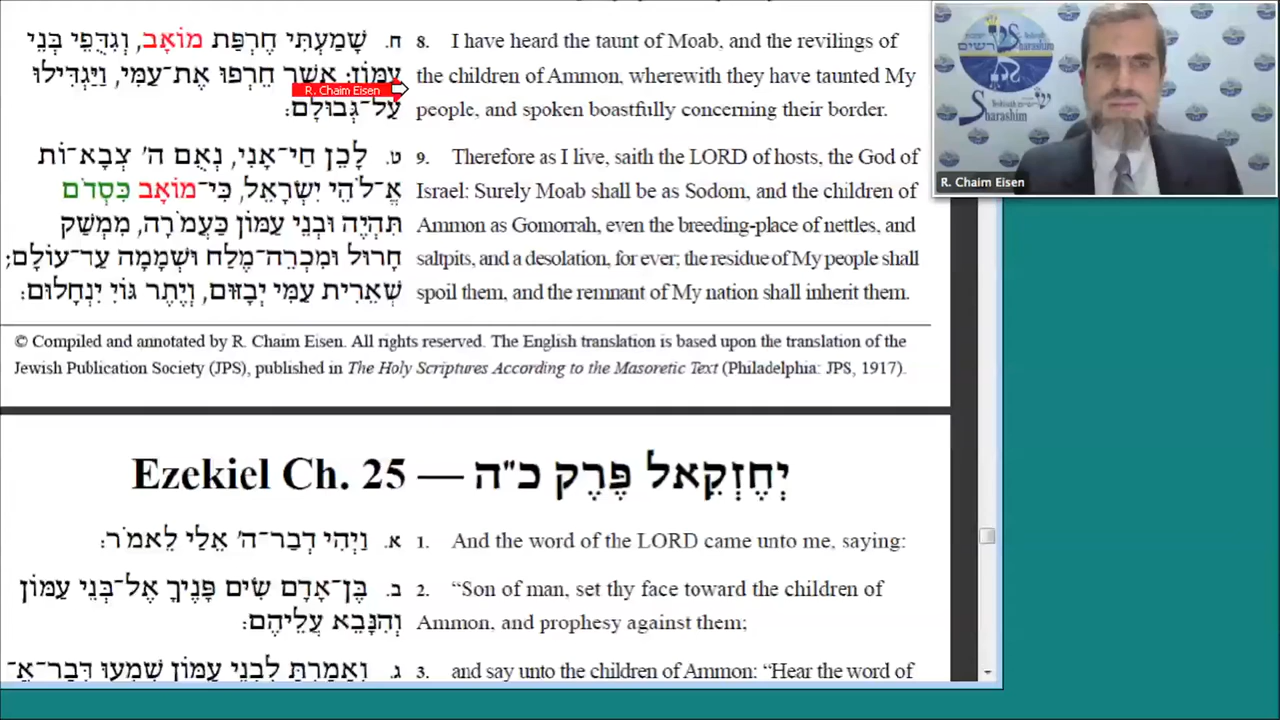 ח. שָׁמַעְתִּי חֶרְפַּת מוֹאָב, וְגִדֻּפֵי בְּנֵי
עַמּוֹן: אֲשֶׁר חֵרְפוּ אֶת־עַמִּי, וַיַּגְדִּילוּ
עַל־גְּבוּלָם:
8. I have heard the taunt of Moab, and the revilings of
the children of Ammon, wherewith they have taunted My
people, and spoken boastfully concerning their border.
R. Chaim Eisen
ט. לָכֵן חַי־אָנִי, נְאֻם ה' צְבָא־וֹת
אֱ־לֹהֵי יִשְׂרָאֵל, כִּי־מוֹאָב כִּסְדֹם
תִּהְיֶה וּבְנֵי עַמּוֹן כַּעֲמֹרָה, מִמְשַׁק
חָרוּל וּמִכְרֵה־מֶלַח וּשְׁמָמָה עַד־עוֹלָם;
שְׁאֵרִית עַמִּי יְבָזּוּם, וְיֶתֶר גּוֹיִ יִנְחָלוּם:
9. Therefore as I live, saith the LORD of hosts, the God of
Israel: Surely Moab shall be as Sodom, and the children of
Ammon as Gomorrah, even the breeding-place of nettles, and
saltpits, and a desolation, for ever; the residue of My people shall
spoil them, and the remnant of My nation shall inherit them.
© Compiled and annotated by R. Chaim Eisen. All rights reserved. The English translation is based upon the translation of the
Jewish Publication Society (JPS), published in The Holy Scriptures According to the Masoretic Text (Philadelphia: JPS, 1917).
Ezekiel Ch. 25 — יְחֶזְקֵאל פֶּרֶק כ"ה
א. וַיְהִי דְבַר־ה' אֵלַי לֵאמֹר:
1. And the word of the LORD came unto me, saying:
ב. בֶּן־אָדָם שִׂים פָּנֶיךָ אֶל־בְּנֵי עַמּוֹן
וְהִנָּבֵא עֲלֵיהֶם:
2. “Son of man, set thy face toward the children of
Ammon, and prophesy against them;
ג. וְאָמַרְתָּ לִבְנֵי עַמּוֹן שִׁמְעוּ דְּבַר־אֲ
3. and say unto the children of Ammon: “Hear the word of
Sharashim
R. Chaim Eisen